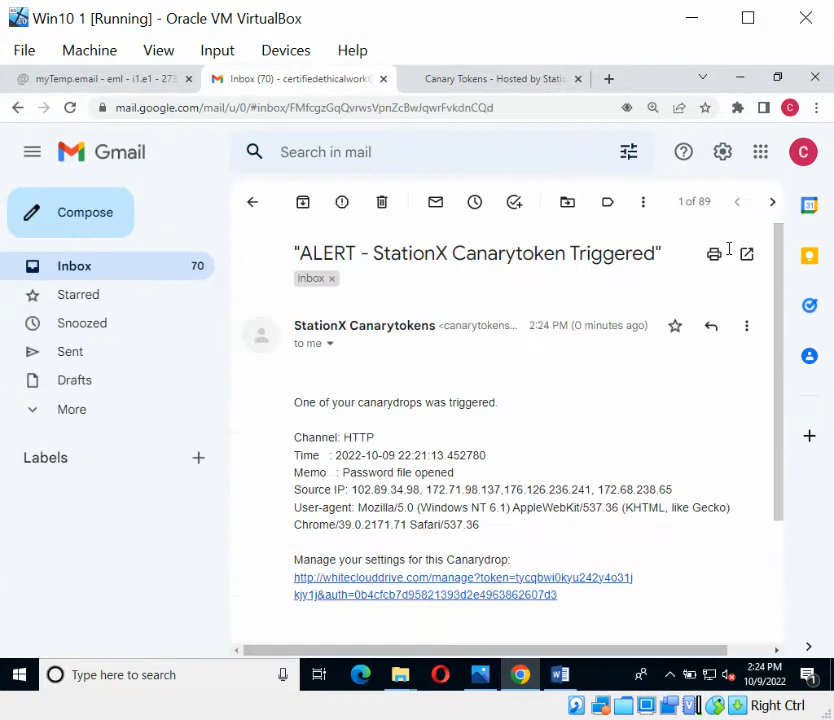 Win10 1 [Running] - Oracle VM VirtualBox
File Machine View Input Devices Help
myTemp.email - eml - i1.e1 - 273
Inbox (70) - certifiedethicalwork
Canary Tokens - Hosted by Stati
mail.google.com/mail/u/0/#inbox/FMfcgzGqQvrwsVpnZcBwJqwrFvkdnCQd
C
Gmail
Search in mail
C
Compose
1 of 89
31
Inbox 70
Starred
Snoozed
Sent
Drafts
More
Labels
"ALERT - StationX Canarytoken Triggered"
Inbox
StationX Canarytokens <canarytokens... 2:24 PM (0 minutes ago)
to me
One of your canarydrops was triggered.
Channel: HTTP
Time : 2022-10-09 22:21:13.452780
Memo : Password file opened
Source IP: 102.89.34.98, 172.71.98.137,176.126.236.241, 172.68.238.65
User-agent: Mozilla/5.0 (Windows NT 6.1) AppleWebKit/537.36 (KHTML, like Gecko)
Chrome/39.0.2171.71 Safari/537.36
Manage your settings for this Canarydrop:
http://whiteclouddrive.com/manage?token=tycqbwi0kyu242y4o31j
kjy1j&auth=0b4cfcb7d95821393d2e4963862607d3
Type here to search
2:24 PM
10/9/2022
1
Right Ctrl